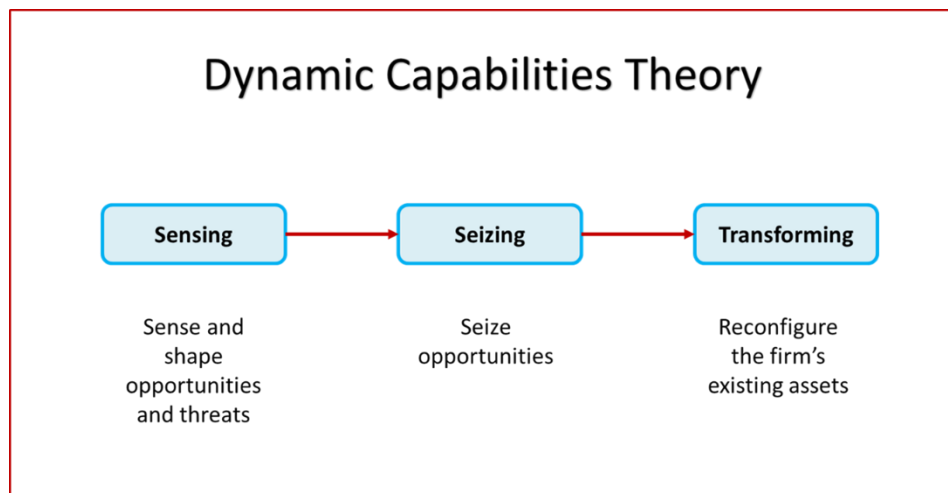 Dynamic Capabilities Theory
Sensing
Seizing
Transforming
Sense and
shape
opportunities
and threats
Seize
opportunities
Reconfigure
the firm’s
existing assets